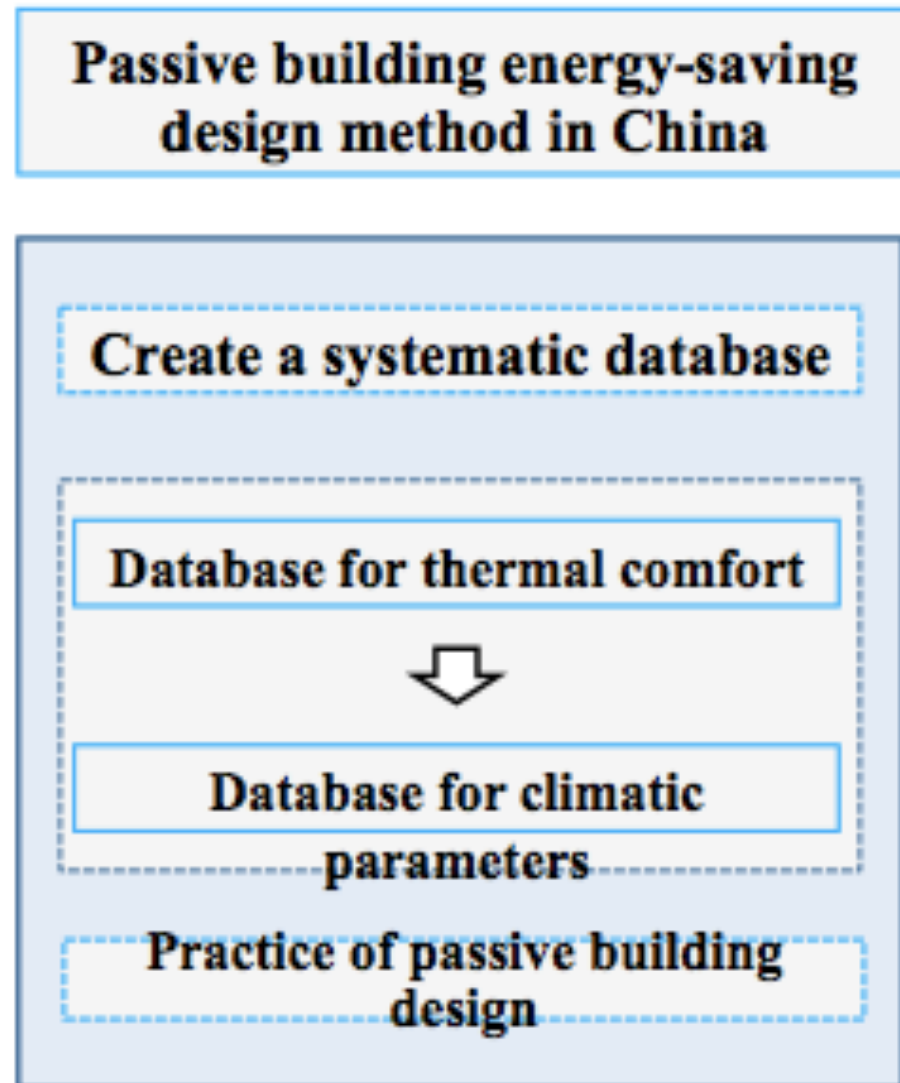 Passive building energy-saving
design method in China
Create a systematic database
Database for thermal comfort
Database for climatic
parameters
Practice of passive building
design